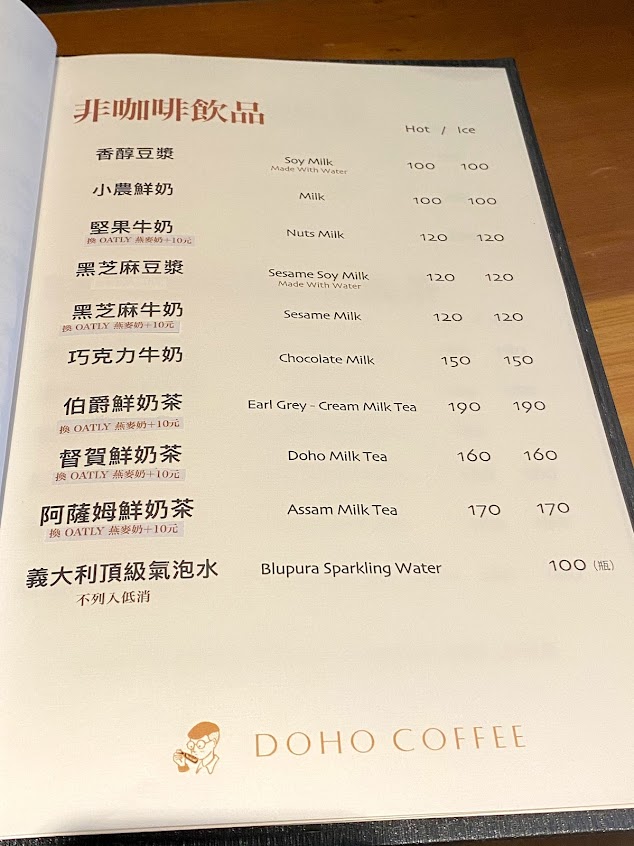 非咖啡飲品
Hot / Ice
香醇豆漿 Soy Milk 100 100
Made With Water
小農鮮奶 Milk 100 100
堅果牛奶 Nuts Milk 120 120
換 OATLY 燕麥奶+10元
黑芝麻豆漿 Sesame Soy Milk 120 120
Made With Water
黑芝麻牛奶 Sesame Milk 120 120
換 OATLY 燕麥奶+10元
巧克力牛奶 Chocolate Milk 150 150
伯爵鮮奶茶 Earl Grey - Cream Milk Tea 190 190
換 OATLY 燕麥奶+10元
督賀鮮奶茶 Doho Milk Tea 160 160
換 OATLY 燕麥奶+10元
阿薩姆鮮奶茶 Assam Milk Tea 170 170
換 OATLY 燕麥奶+10元
義大利頂級氣泡水 Blupura Sparkling Water 100 (瓶)
不列入低消
DOHO COFFEE